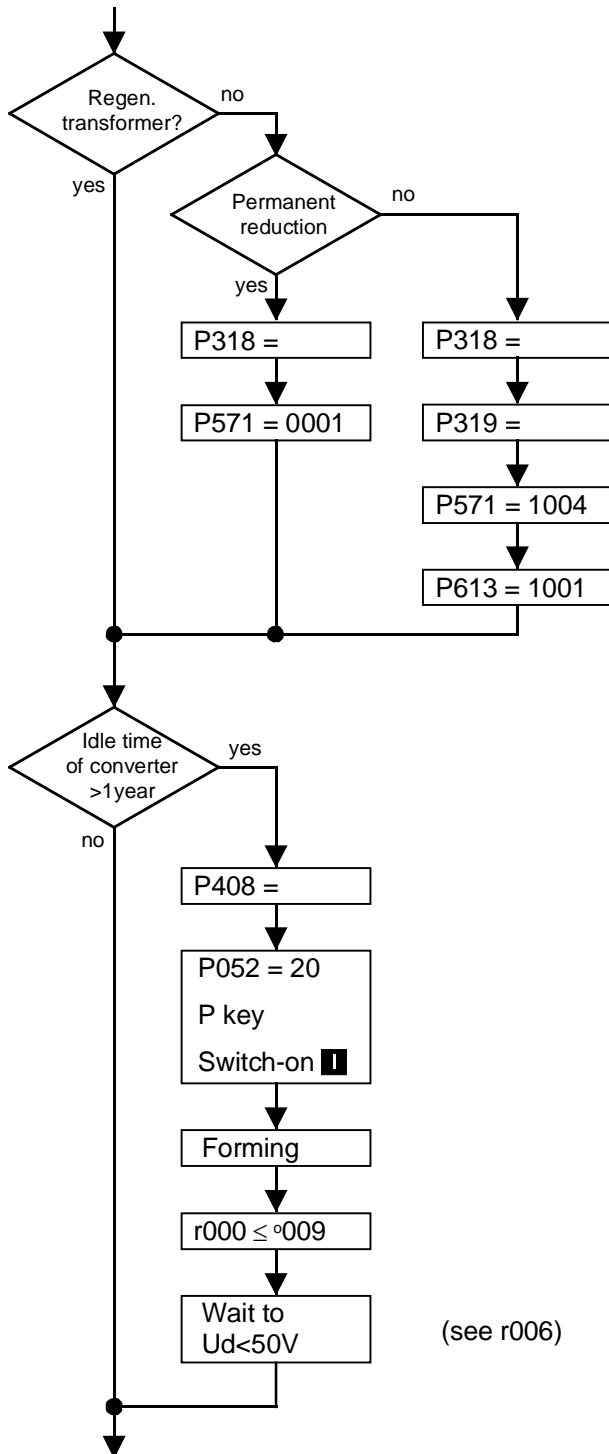 Regen.
transformer?
no
yes
Permanent
reduction
no
yes
P318 =
P318 =
P571 = 0001
P319 =
P571 = 1004
P613 = 1001
Idle time
of converter
>1year
yes
no
P408 =
P052 = 20
P key
Switch-on I
Forming
r000 ≤ °009
Wait to
Ud<50V
(see r006)